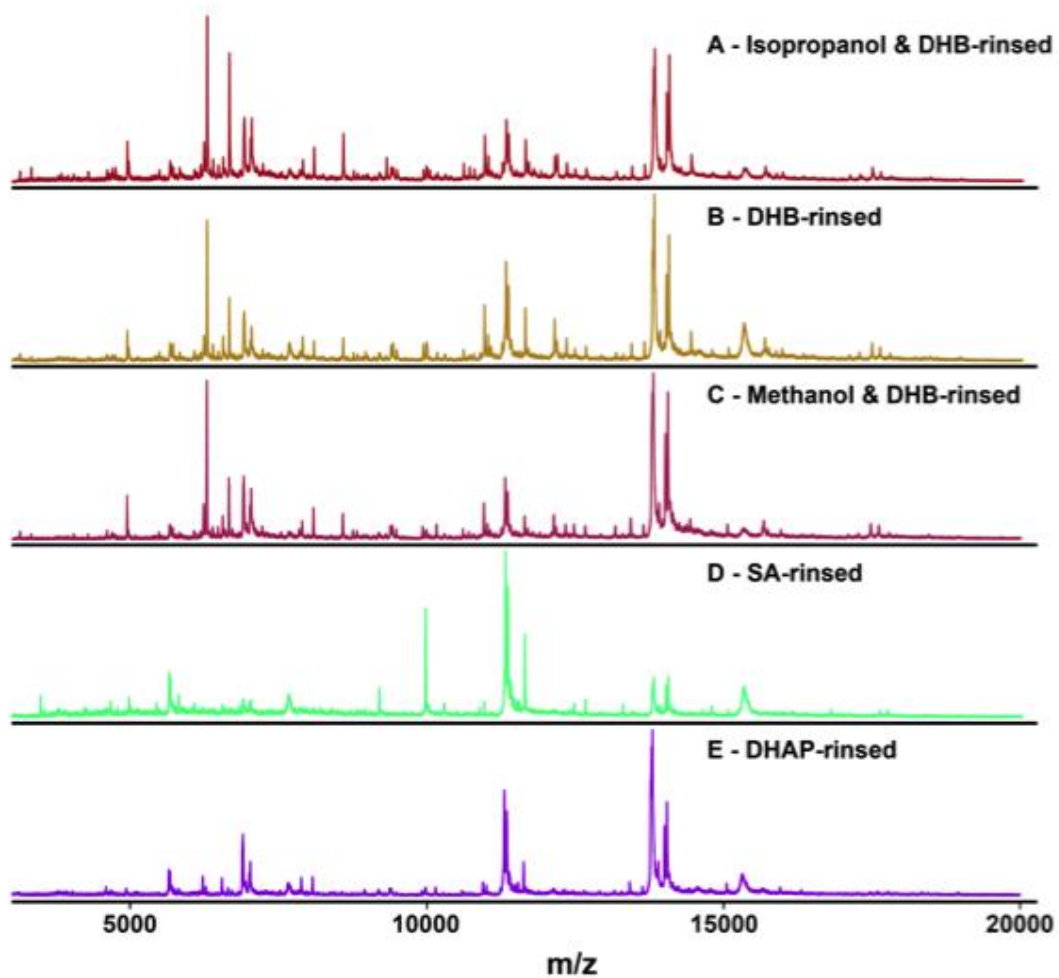 A - Isopropanol & DHB-rinsed
B - DHB-rinsed
C - Methanol & DHB-rinsed
D - SA-rinsed
E - DHAP-rinsed
5000 10000 15000 20000
m/z